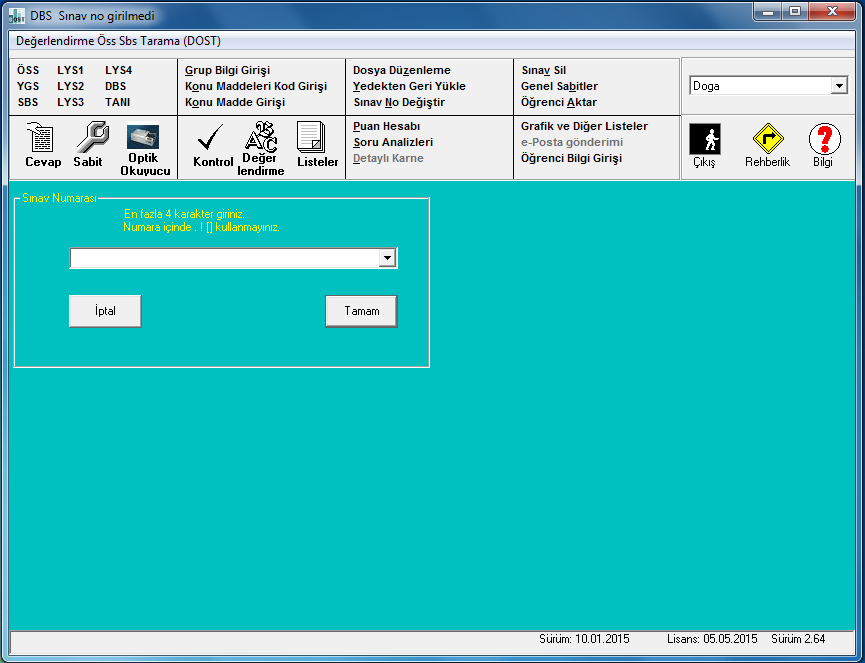 DBS Sınav no girilmedi
Değerlendirme Öss Sbs Tarama (DOST)
ÖSS LYS1 LYS4
YGS LYS2 DBS
SBS LYS3 TANI
Grup Bilgi Girişi
Konu Maddeleri Kod Girişi
Konu Madde Girişi
Dosya Düzenleme
Yedekten Geri Yükle
Sınav No Değiştir
Sınav Sil
Genel Sabitler
Öğrenci Aktar
Doga
Cevap
Sabit
Optik
Okuyucu
Kontrol
Değer
lendirme
Listeler
Puan Hesabı
Soru Analizleri
Detaylı Karne
Grafik ve Diğer Listeler
e-Posta gönderimi
Öğrenci Bilgi Girişi
Çıkış
Rehberlik
Bilgi
Sınav Numarası
En fazla 4 karakter giriniz.
Numara içinde . ! [] kullanmayınız.
İptal
Tamam
Sürüm: 10.01.2015 Lisans: 05.05.2015 Sürüm 2.64